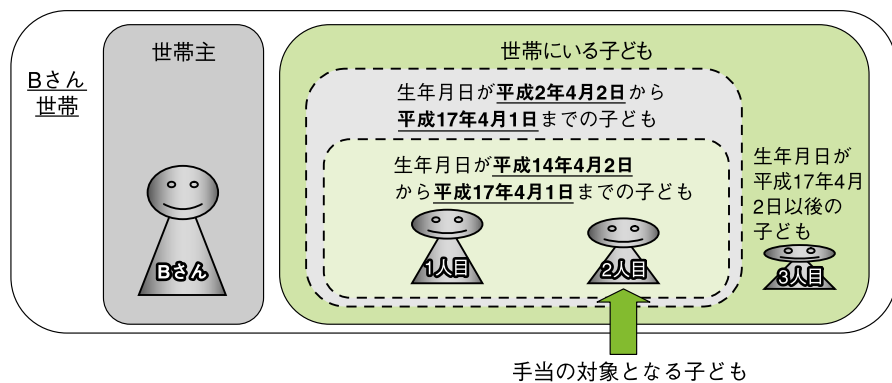 Bさん
世帯
世帯主
Bさん
世帯にいる子ども
生年月日が平成2年4月2日から
平成17年4月1日までの子ども
生年月日が平成14年4月2日
から平成17年4月1日までの子ども
1人目
2人目
生年月日が
平成17年4月
2日以後の
子ども
3人目
手当の対象となる子ども